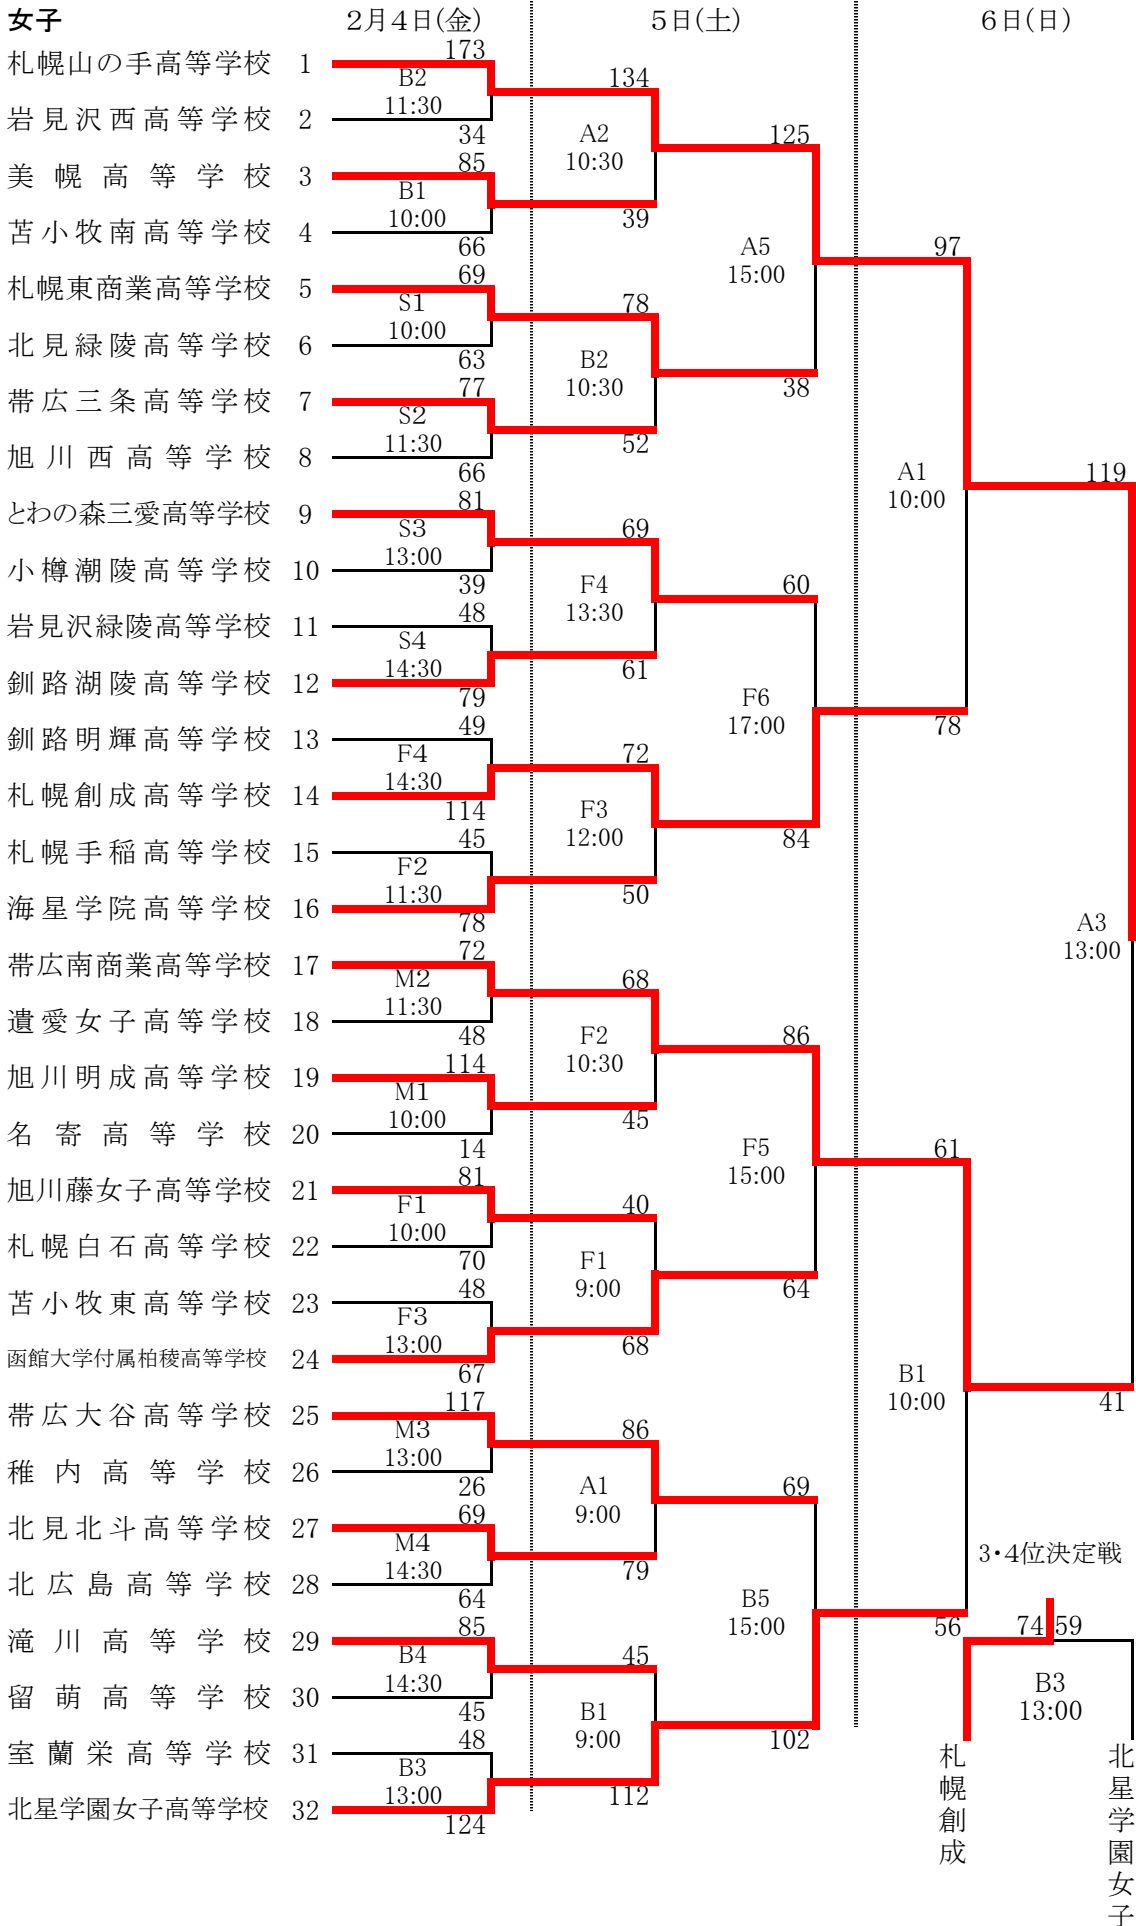 女子 2月4日(金) 5日(土) 6日(日)
173
札幌山の手高等学校 1
B2
134
11:30
岩見沢西高等学校 2
34
A2
125
85
10:30
美幌高等学校 3
B1
10:00
39
苫小牧南高等学校 4
66
A5
97
69
15:00
札幌東商業高等学校 5
S1
78
10:00
北見緑陵高等学校 6
63
B2
77
10:30
38
帯広三条高等学校 7
S2
11:30
52
旭川西高等学校 8
66
A1
119
81
10:00
とわの森三愛高等学校 9
S3
69
13:00
小樽潮陵高等学校 10
39
F4
60
48
13:30
岩見沢緑陵高等学校 11
S4
14:30
61
釧路湖陵高等学校 12
79
F6
49
17:00
78
釧路明輝高等学校 13
F4
72
14:30
札幌創成高等学校 14
114
F3
45
12:00
84
札幌手稲高等学校 15
F2
11:30
50
海星学院高等学校 16
78
A3
72
13:00
帯広南商業高等学校 17
M2
68
11:30
遺愛女子高等学校 18
48
F2
86
114
10:30
旭川明成高等学校 19
M1
10:00
45
名寄高等学校 20
14
F5
61
81
15:00
旭川藤女子高等学校 21
F1
40
10:00
札幌白石高等学校 22
70
F1
48
9:00
64
苫小牧東高等学校 23
F3
13:00
68
函館大学付属柏稜高等学校 24
67
B1
117
10:00
41
帯広大谷高等学校 25
M3
86
13:00
稚内高等学校 26
26
A1
69
69
9:00
北見北斗高等学校 27
M4
14:30
79
3・4位決定戦
北広島高等学校 28
64
B5
85
15:00
56
74 59
滝川高等学校 29
B4
45
14:30
B3
留萌高等学校 30
45
B1
13:00
48
9:00
102
室蘭栄高等学校 31
B3
13:00
112
北星学園女子高等学校 32
124
札幌創成
北星学園女子